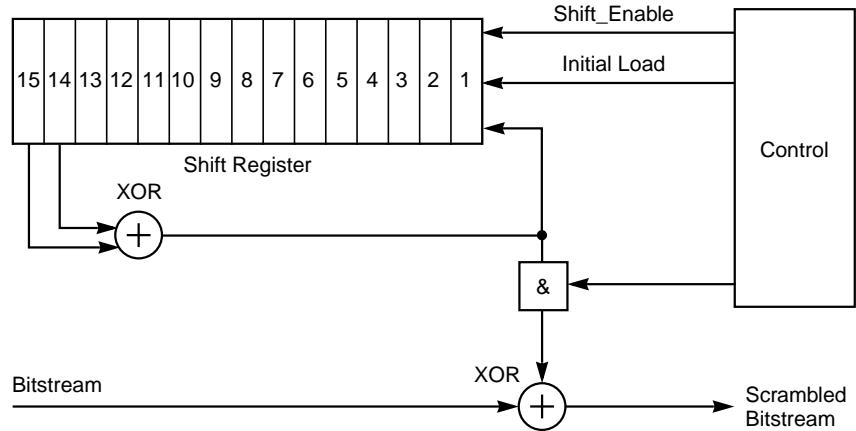 Shift_Enable
15 14 13 12 11 10 9 8 7 6 5 4 3 2 1
Initial Load
Control
Shift Register
XOR
+
&
Bitstream
XOR
+
Scrambled
Bitstream